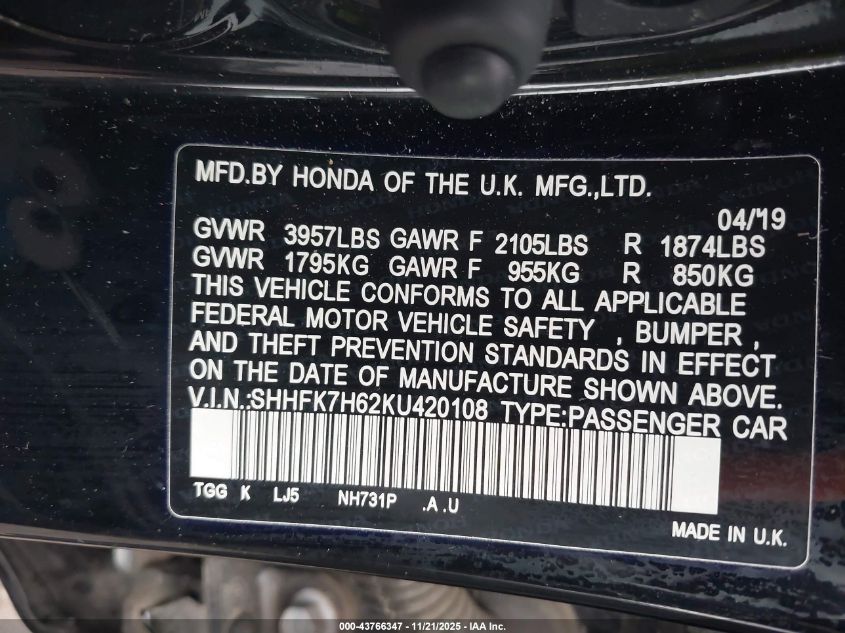 MFD.BY HONDA OF THE U.K. MFG.,LTD.
04/19
GVWR 3957LBS GAWR F 2105LBS R 1874LBS
GVWR 1795KG GAWR F 955KG R 850KG
THIS VEHICLE CONFORMS TO ALL APPLICABLE
FEDERAL MOTOR VEHICLE SAFETY , BUMPER ,
AND THEFT PREVENTION STANDARDS IN EFFECT
ON THE DATE OF MANUFACTURE SHOWN ABOVE.
V.I.N.:SHHFK7H62KU420108 TYPE:PASSENGER CAR
TGG K LJ5 NH731P .A .U
MADE IN U.K.
000-43766347 - 11/21/2025 - IAA Inc.